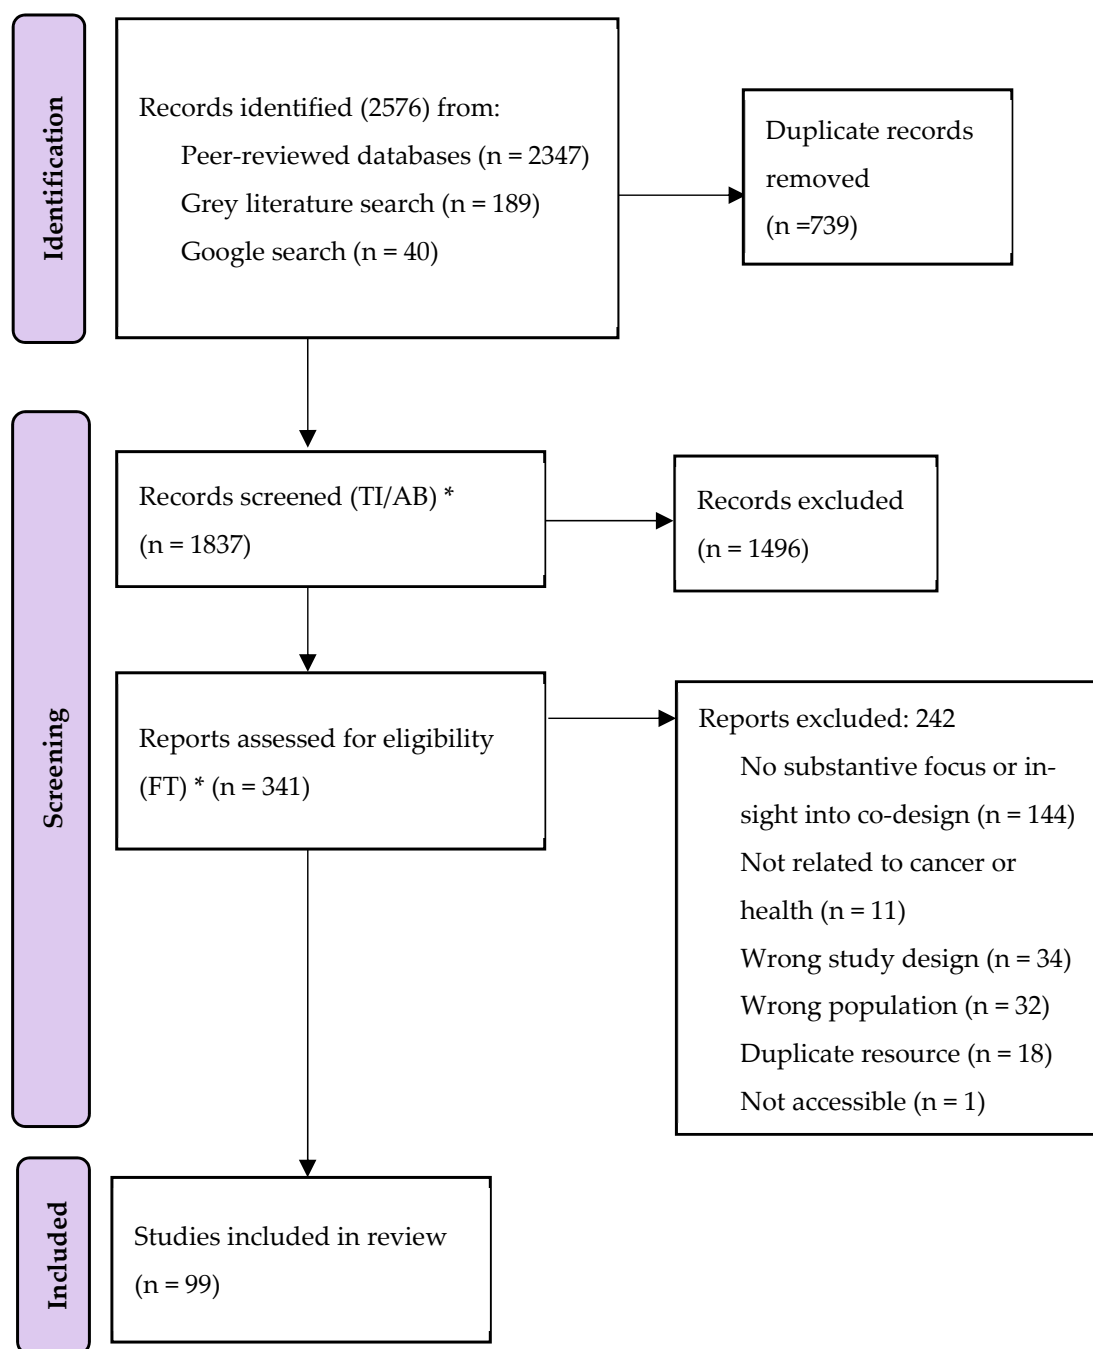 Identification
Records identified (2576) from:
Peer-reviewed databases (n = 2347)
Grey literature search (n = 189)
Google search (n = 40)
Duplicate records
removed
(n =739)
Screening
Records screened (TI/AB) *
(n = 1837)
Records excluded
(n = 1496)
Reports assessed for eligibility
(FT) * (n = 341)
Reports excluded: 242
No substantive focus or in-
sight into co-design (n = 144)
Not related to cancer or
health (n = 11)
Wrong study design (n = 34)
Wrong population (n = 32)
Duplicate resource (n = 18)
Not accessible (n = 1)
Included
Studies included in review
(n = 99)